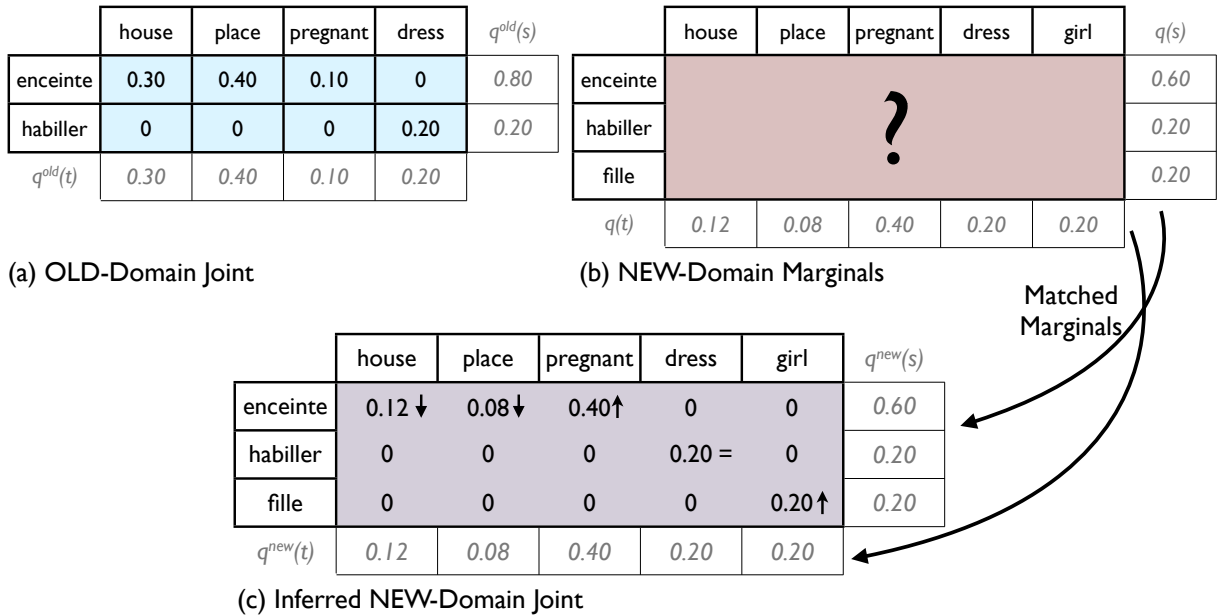 house place pregnant dress q^old(s)
enceinte 0.30 0.40 0.10 0 0.80
habiller 0 0 0 0.20 0.20
q^old(t) 0.30 0.40 0.10 0.20
(a) OLD-Domain Joint
house place pregnant dress girl q(s)
enceinte 0.60
habiller ? 0.20
fille 0.20
q(t) 0.12 0.08 0.40 0.20 0.20
(b) NEW-Domain Marginals
Matched
Marginals
house place pregnant dress girl q^new(s)
enceinte 0.12 ↓ 0.08 ↓ 0.40 ↑ 0 0 0.60
habiller 0 0 0 0.20 = 0 0.20
fille 0 0 0 0 0.20 ↑ 0.20
q^new(t) 0.12 0.08 0.40 0.20 0.20
(c) Inferred NEW-Domain Joint